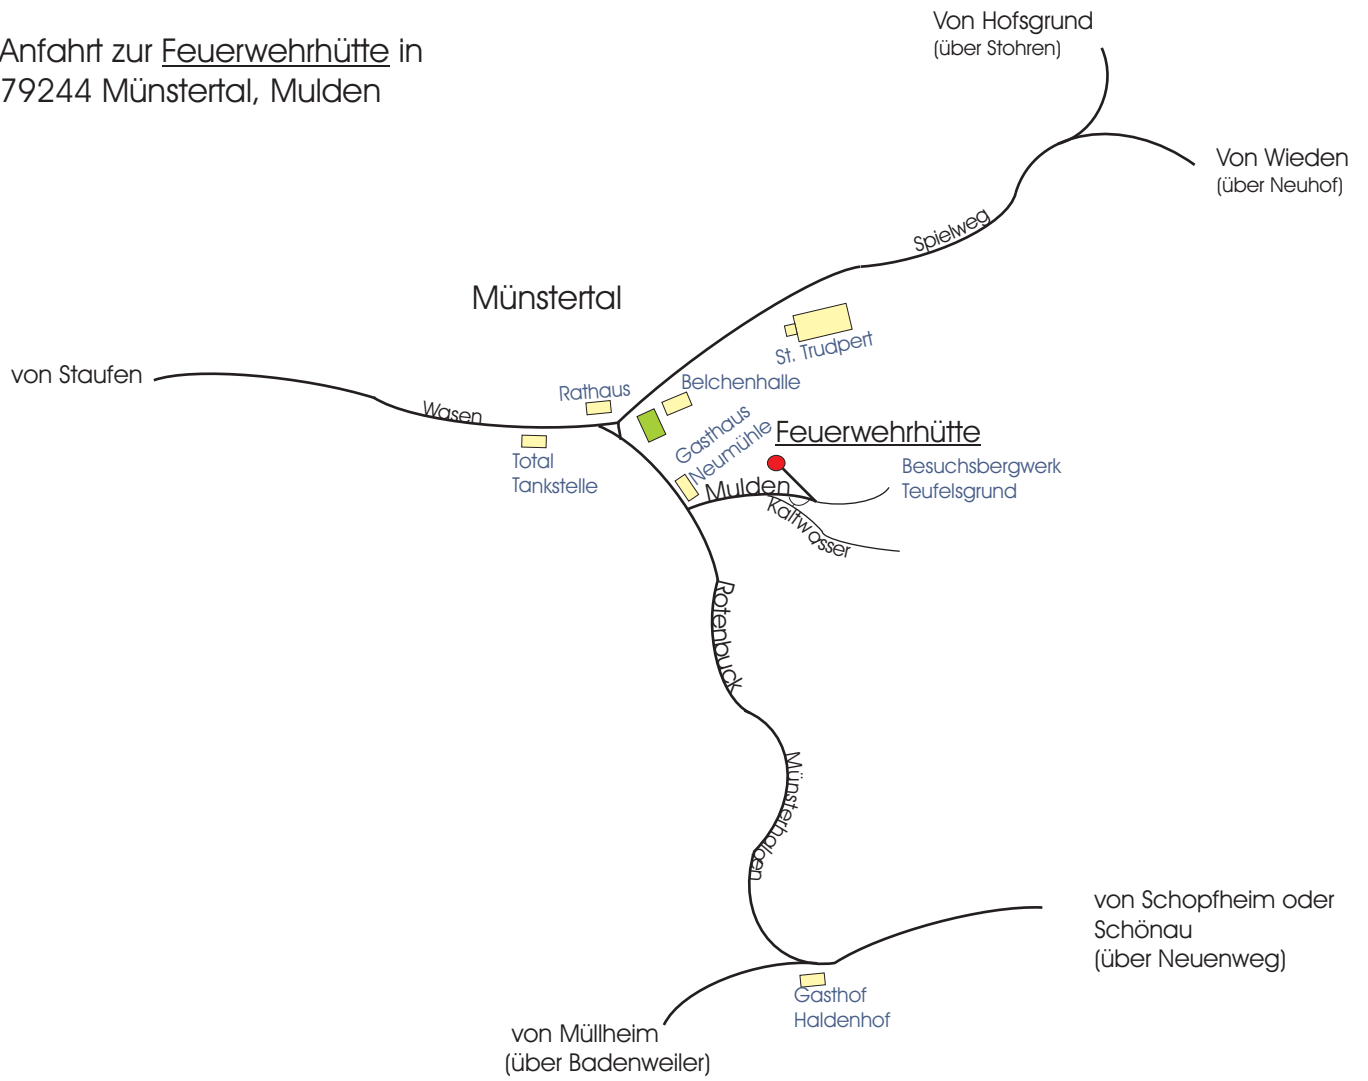 Anfahrt zur Feuerwehrhütte in
79244 Münstertal, Mulden
Von Hofsgrund
(über Stohren)
Von Wieden
(über Neuhof)
Spielweg
Münstertal
St. Trudpert
von Staufen
Wasen
Rathaus
Belchenhalle
Total
Tankstelle
Gasthaus
Neumühle
Feuerwehrhütte
Mulden
Besuchsbergwerk
Teufelsgrund
Kaltwasser
Rotenbuck
Münsterhalden
von Schopfheim oder
Schönau
(über Neuenweg)
Gasthof
Haldenhof
von Müllheim
(über Badenweiler)